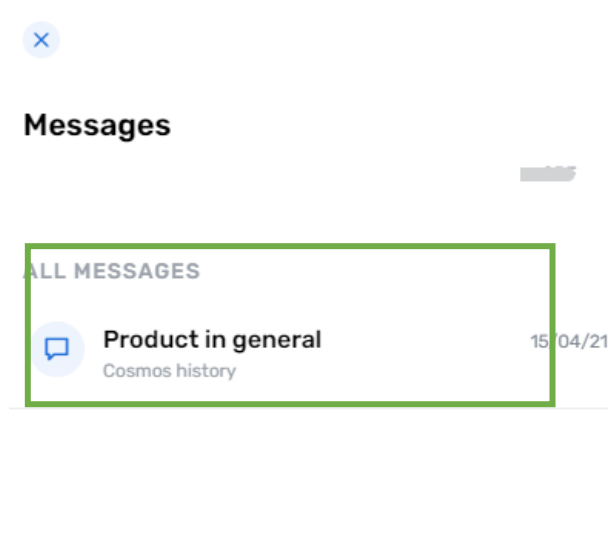 Messages
ALL MESSAGES
Product in general
15/04/21
Cosmos history